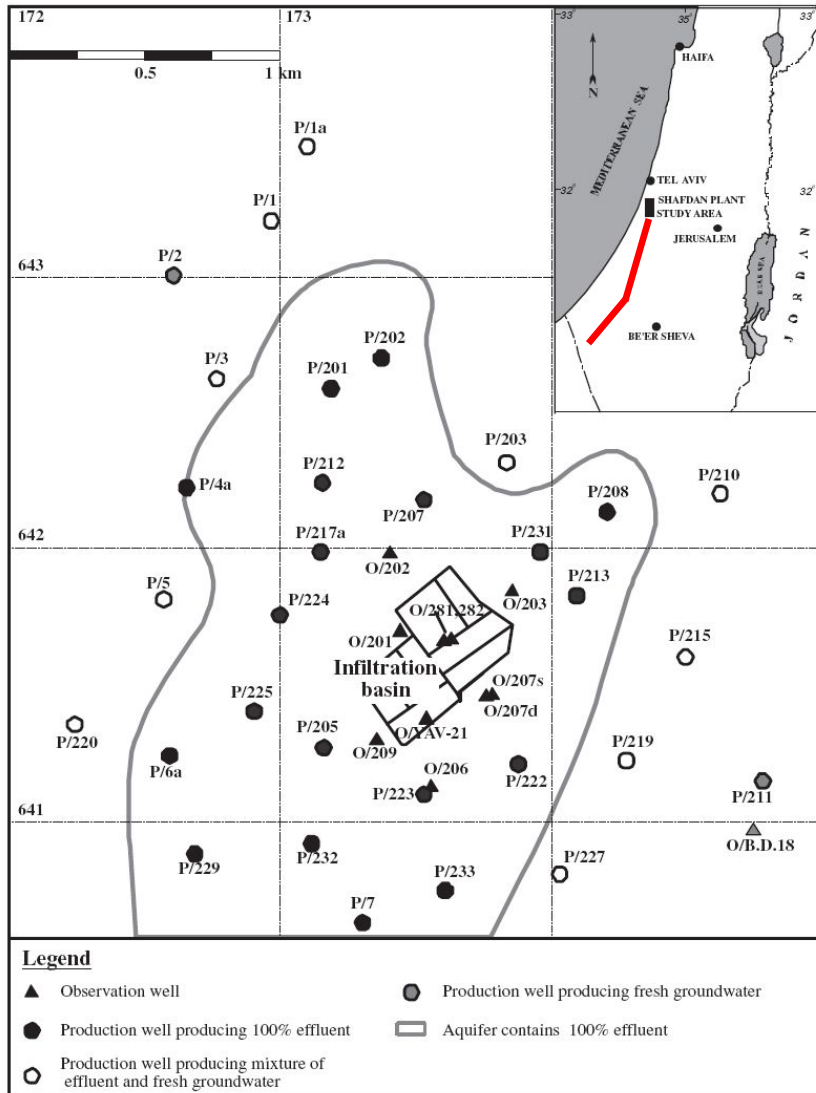 172
173
0.5
1 km
P/1a
P/1
P/2
643
P/202
P/201
P/3
P/203
P/210
P/212
P/4a
P/207
P/208
642
P/217a
P/231
O/202
P/5
P/213
O/203
P/224
O/281,282
O/201
P/215
Infiltration
basin
O/207s
O/207d
P/225
P/220
P/205
O/YAV-21
O/209
P/219
P/6a
O/206
P/222
P/223
P/211
641
O/B.D.18
P/232
P/229
P/227
P/233
P/7
33°
35°
33°
HAIFA
N
MEDITERRANEAN SEA
TEL AVIV
32°
32°
SHAFDAN PLANT
STUDY AREA
JERUSALEM
DEAD SEA
JORDAN
BE'ER SHEVA
Legend
Observation well
Production well producing fresh groundwater
Production well producing 100% effluent
Aquifer contains 100% effluent
Production well producing mixture of
effluent and fresh groundwater